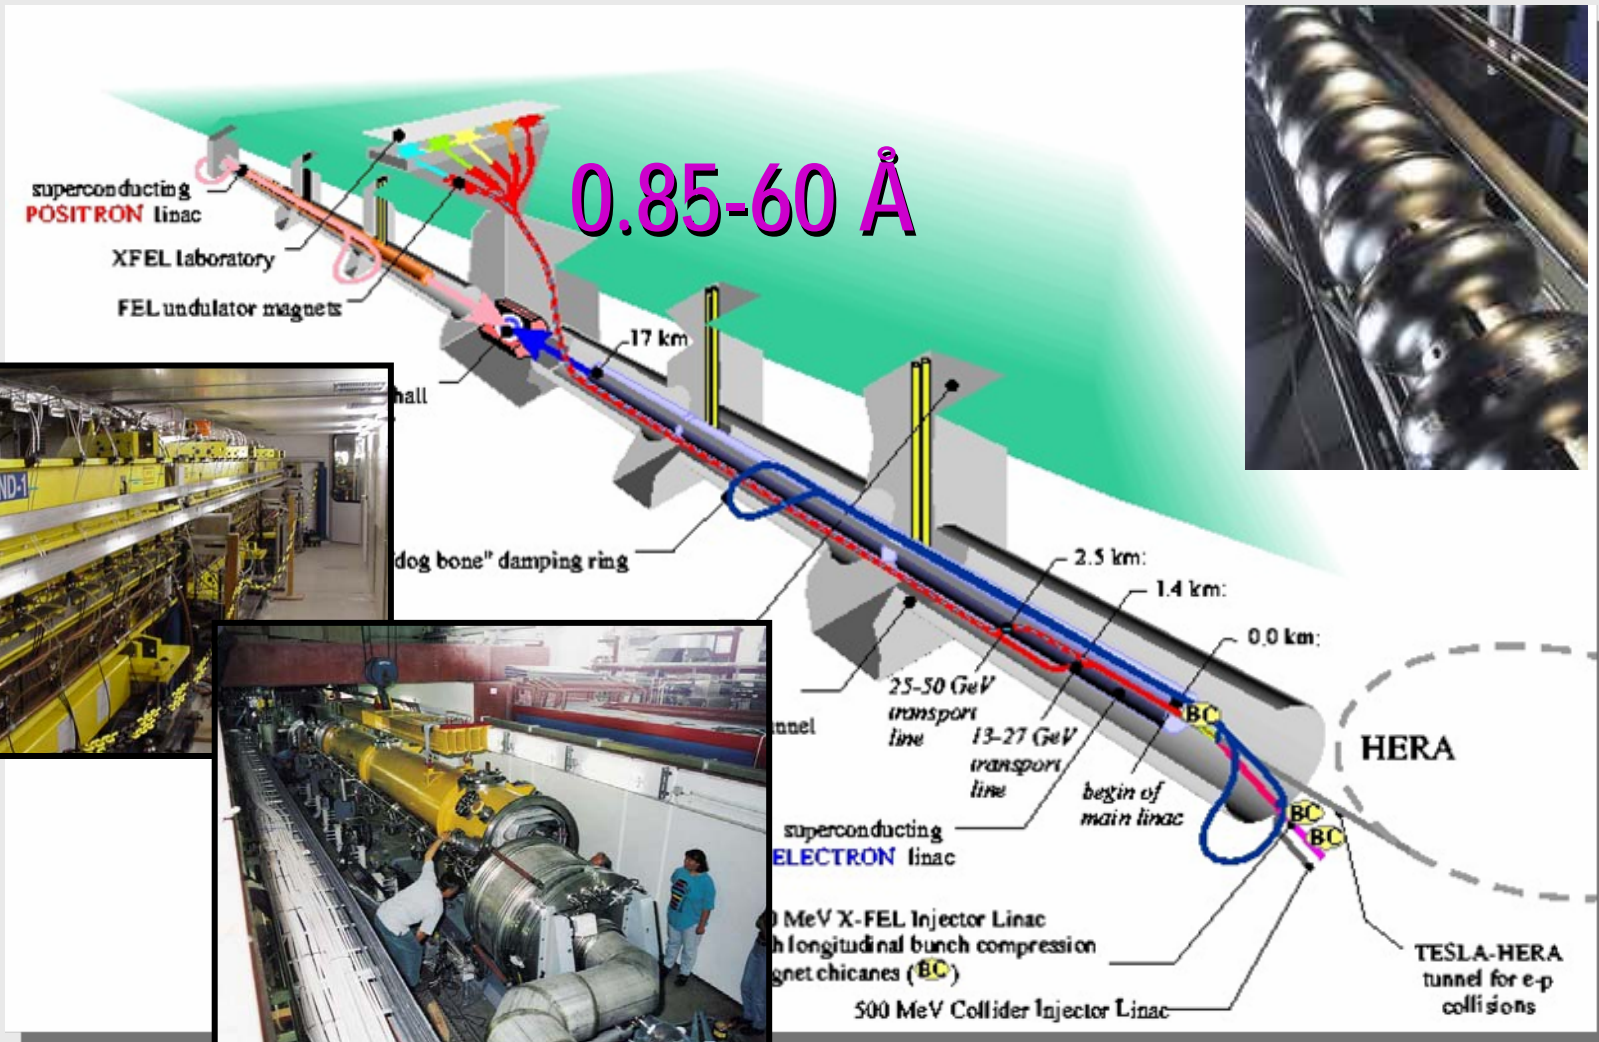 0.85-60 Å
superconducting
POSITRON linac
XFEL laboratory
FEL undulator magnets
17 km
hall
ND-1
"dog bone" damping ring
2.5 km:
1.4 km:
0,0 km:
25-50 GeV
transport
line
13-27 GeV
transport
line
begin of
main linac
BC
HERA
BC
BC
superconducting
ELECTRON linac
MeV X-FEL Injector Linac
longitudinal bunch compression
chicanes (BC)
500 MeV Collider Injector Linac
TESLA-HERA
tunnel for e-p
collisions